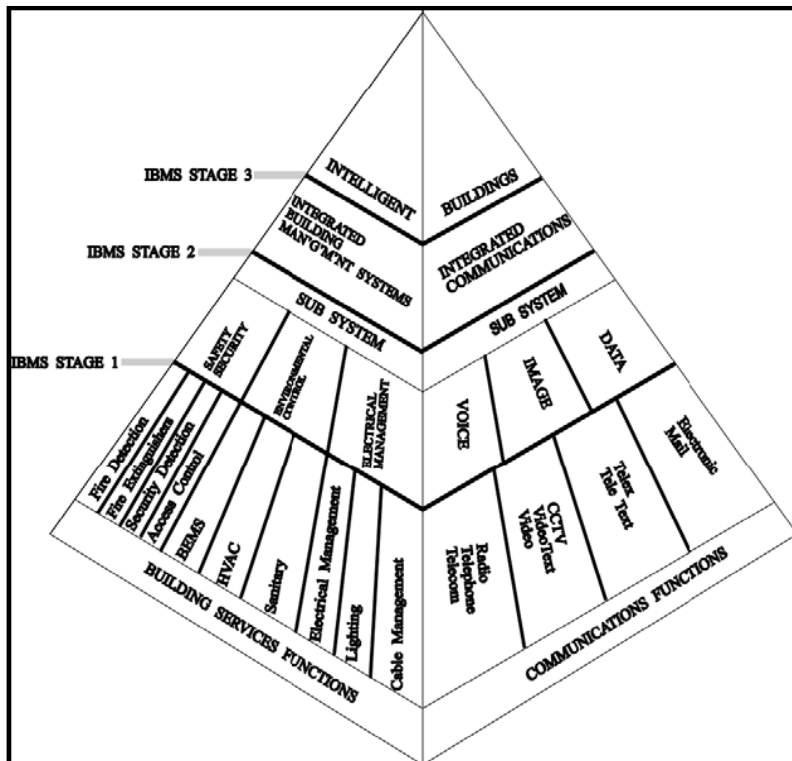 IBMS STAGE 3
INTELLIGENT
BUILDINGS
IBMS STAGE 2
INTEGRATED
BUILDING
MAN'G'M'NT SYSTEMS
INTEGRATED
COMMUNICATIONS
SUB SYSTEM
SUB SYSTEM
IBMS STAGE 1
SAFETY
SECURITY
ENVIRONMENTAL
CONTROL
ELECTRICAL
MANAGEMENT
VOICE
IMAGE
DATA
Fire Detection
Fire Extinguishers
Security Detection
Access Control
BEMS
HVAC
Sanitary
Electrical Management
Lighting
Cable Management
Radio
Telephone
Telecom
CCTV
VideoText
Video
Telex
Tele Text
Electronic
Mail
BUILDING SERVICES FUNCTIONS
COMMUNICATIONS FUNCTIONS